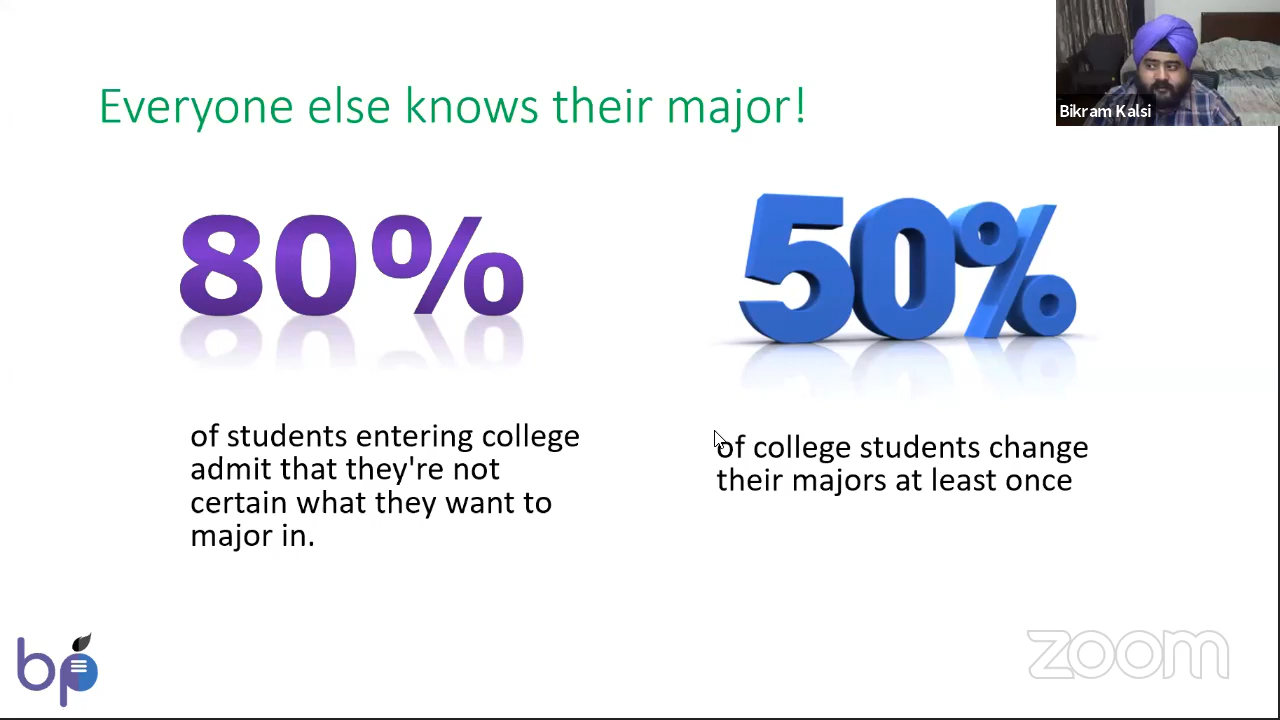 Everyone else knows their major!
Bikram Kalsi
80%
50%
of students entering college
admit that they're not
certain what they want to
major in.
of college students change
their majors at least once
bp
zoom